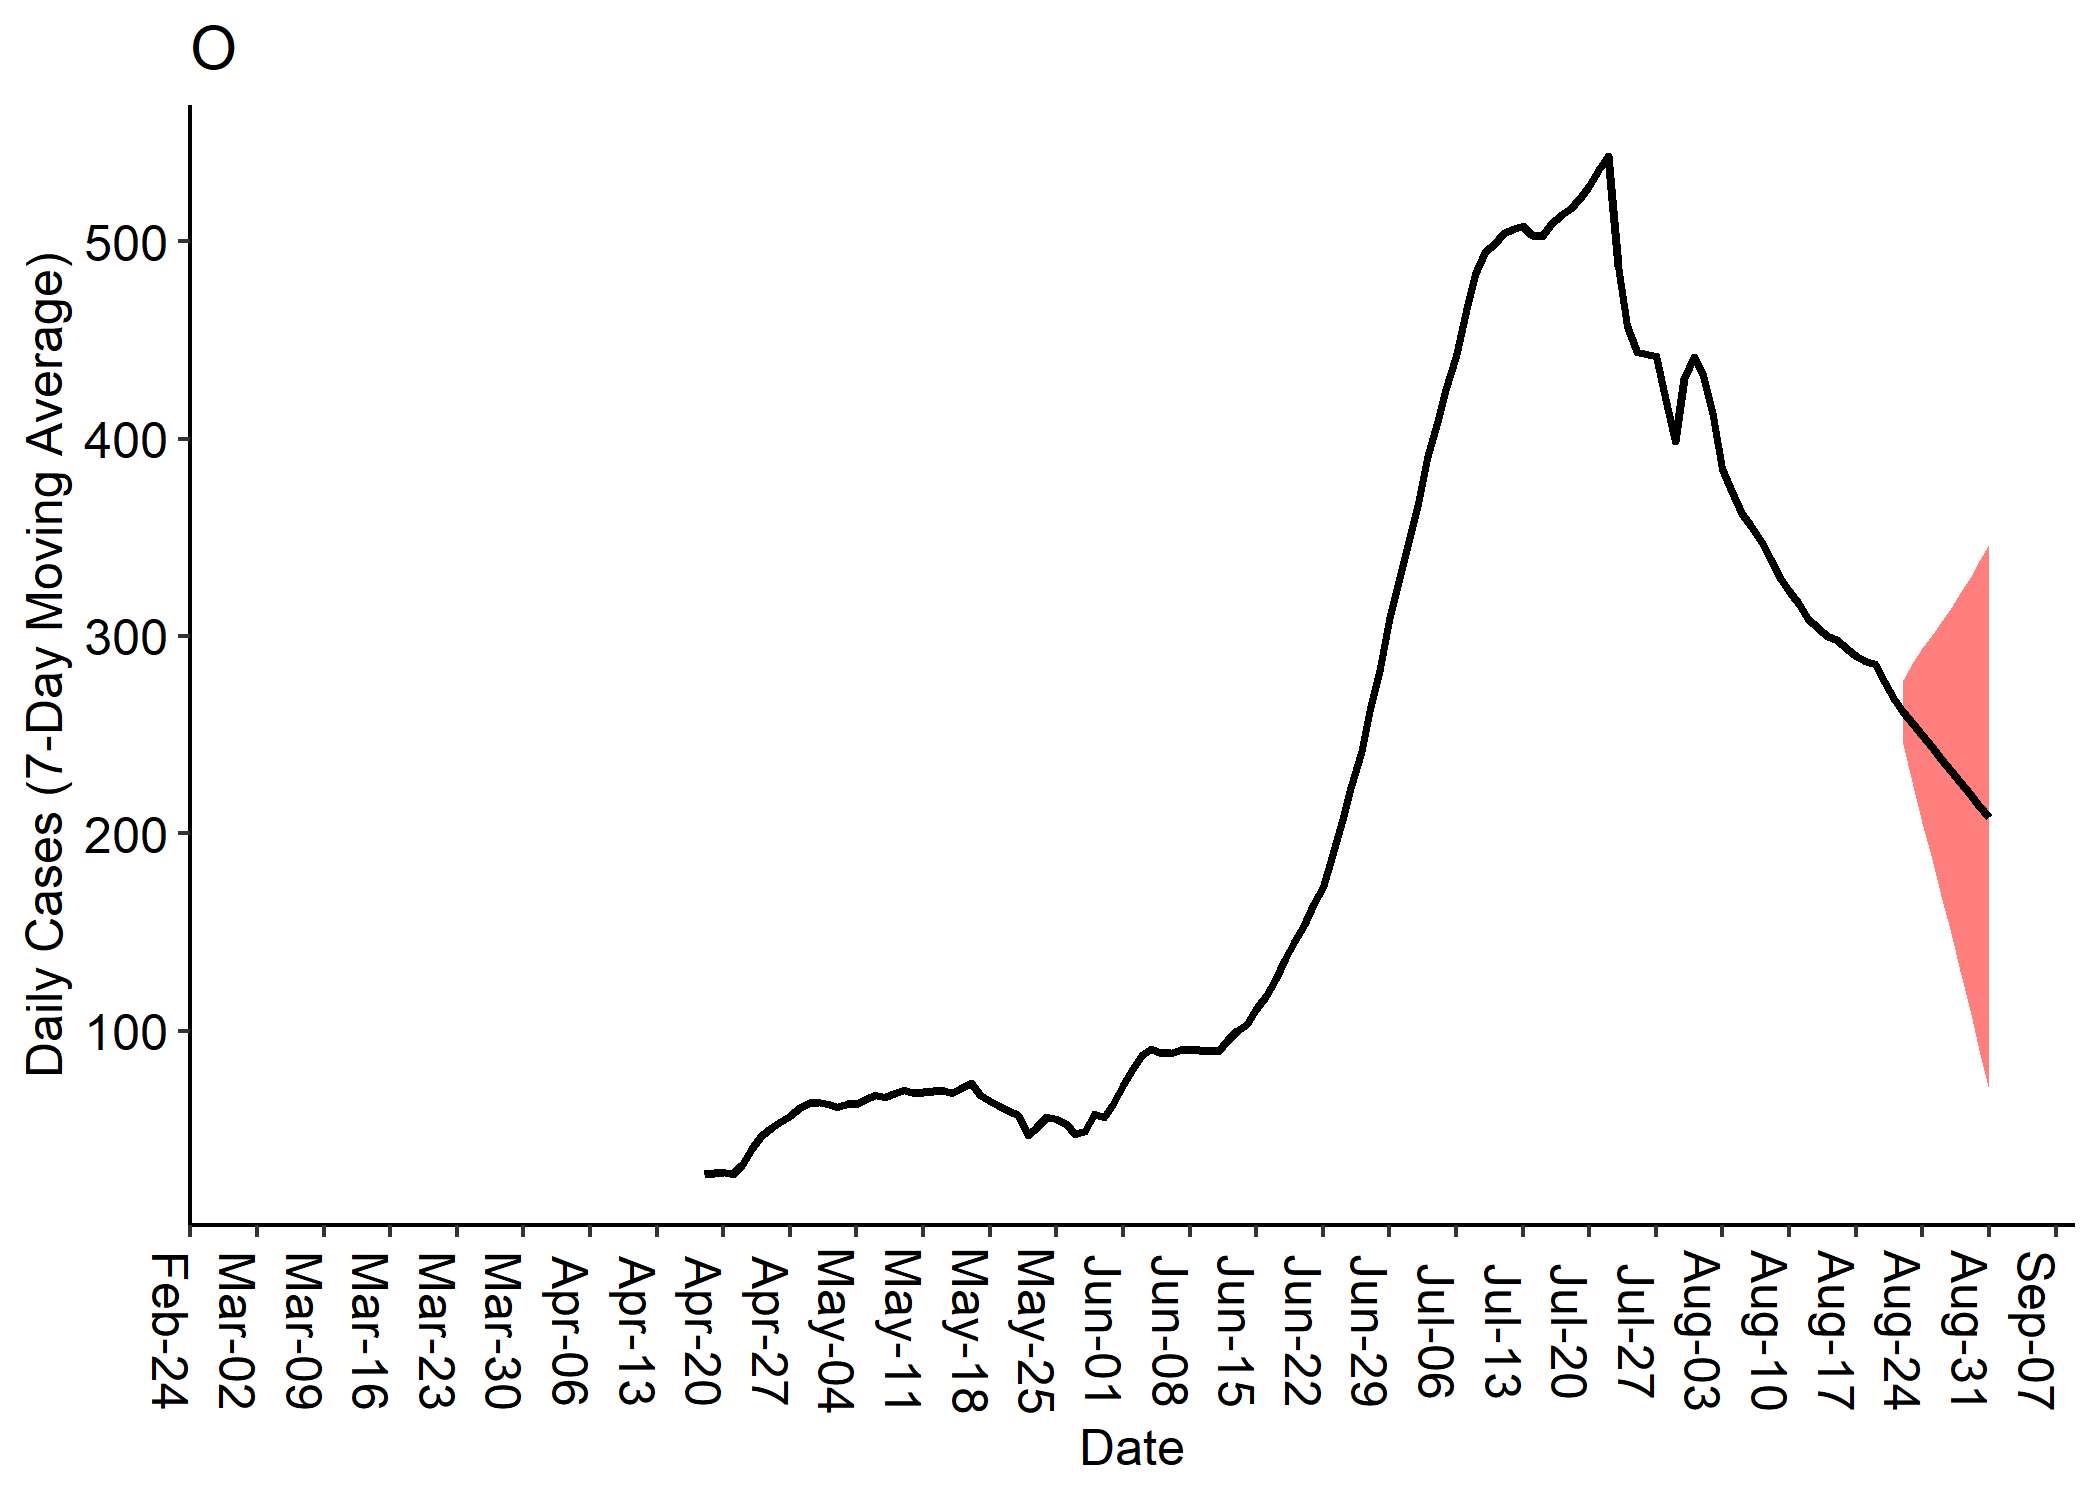 O
Daily Cases (7-Day Moving Average)
500
400
300
200
100
Feb-24
Mar-02
Mar-09
Mar-16
Mar-23
Mar-30
Apr-06
Apr-13
Apr-20
Apr-27
May-04
May-11
May-18
May-25
Jun-01
Jun-08
Jun-15
Jun-22
Jun-29
Jul-06
Jul-13
Jul-20
Jul-27
Aug-03
Aug-10
Aug-17
Aug-24
Aug-31
Sep-07
Date